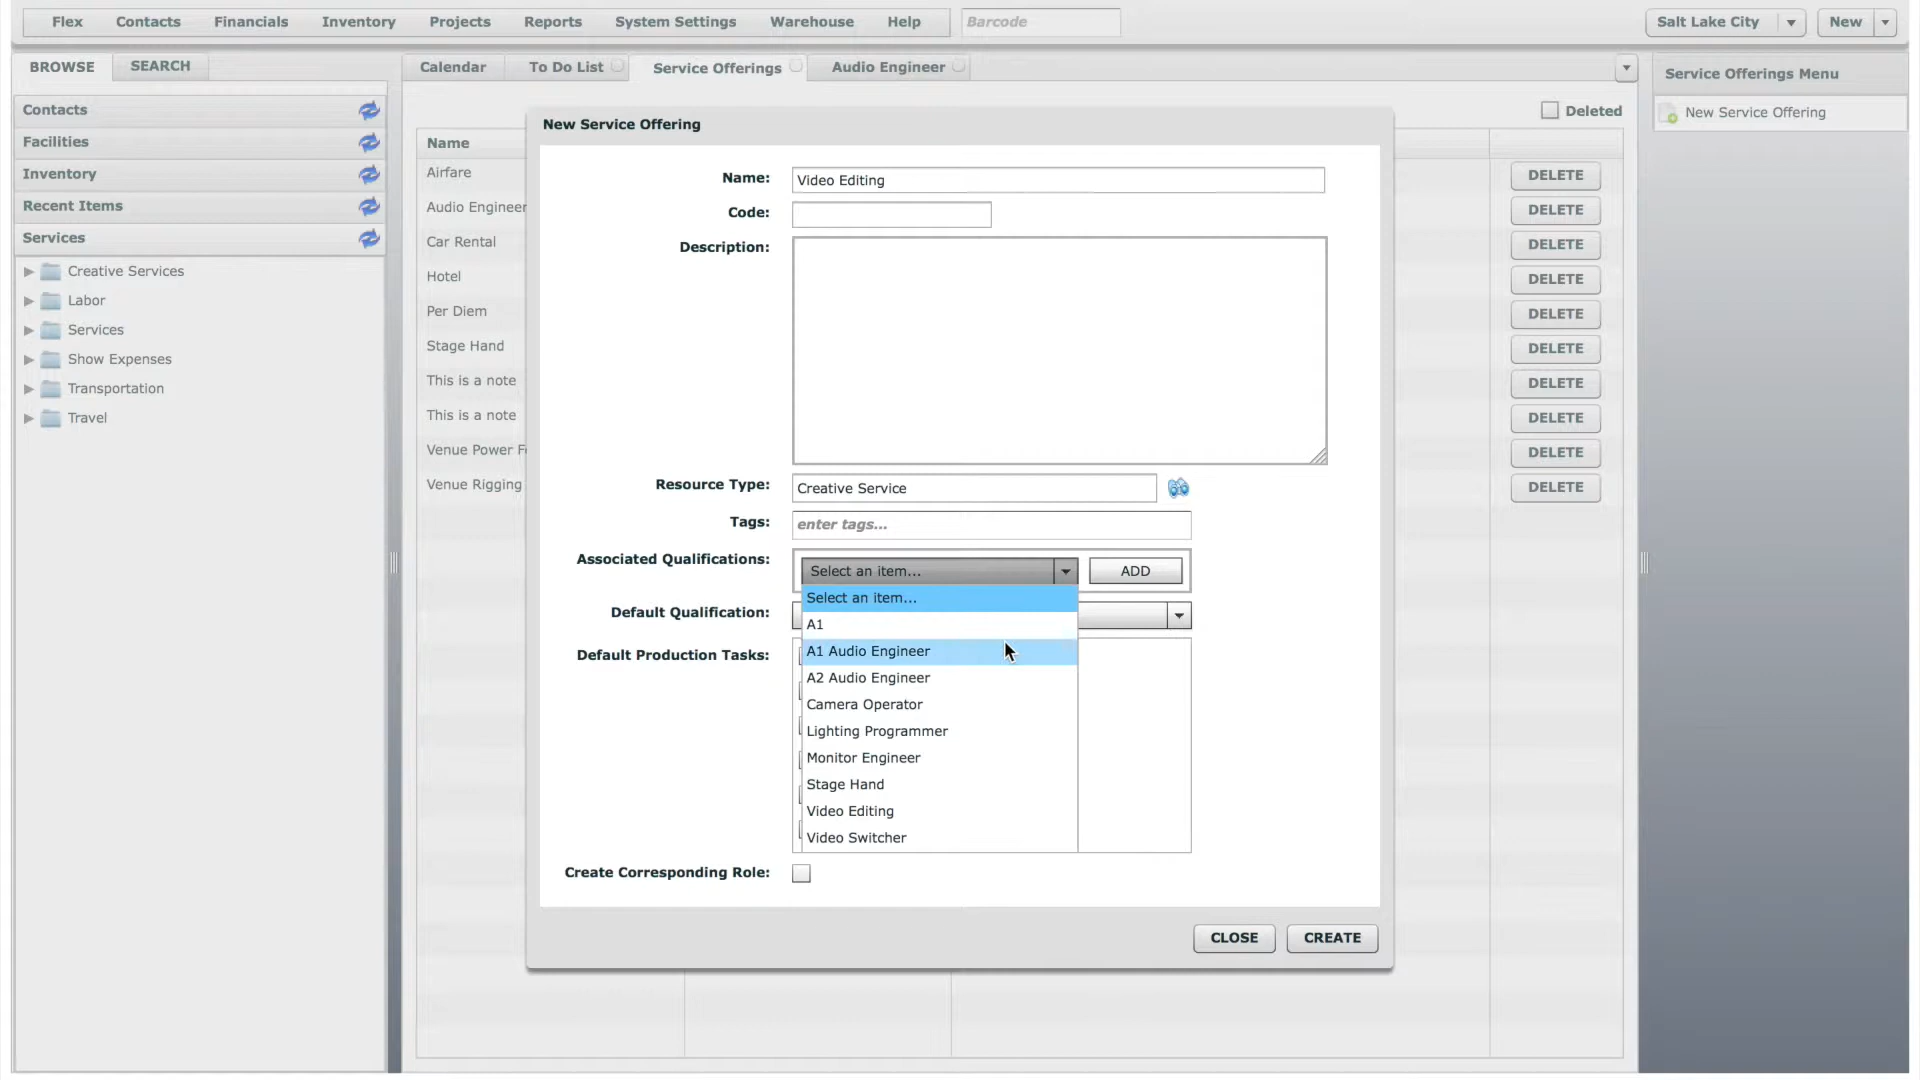 Flex Contacts Financials Inventory Projects Reports System Settings Warehouse Help Barcode Salt Lake City New
BROWSE SEARCH
Calendar To Do List Service Offerings Audio Engineer
Service Offerings Menu
New Service Offering
Deleted
Contacts
Facilities
Inventory
Recent Items
Services
Creative Services
Labor
Services
Show Expenses
Transportation
Travel
Name
Airfare
Audio Engineer
Car Rental
Hotel
Per Diem
Stage Hand
This is a note
This is a note
Venue Power F
Venue Rigging
DELETE
DELETE
DELETE
DELETE
DELETE
DELETE
DELETE
DELETE
DELETE
DELETE
New Service Offering
Name: Video Editing
Code:
Description:
Resource Type: Creative Service
Tags: enter tags...
Associated Qualifications: Select an item... ADD
Select an item...
A1
A1 Audio Engineer
A2 Audio Engineer
Camera Operator
Lighting Programmer
Monitor Engineer
Stage Hand
Video Editing
Video Switcher
Default Qualification:
Default Production Tasks:
Create Corresponding Role:
CLOSE CREATE